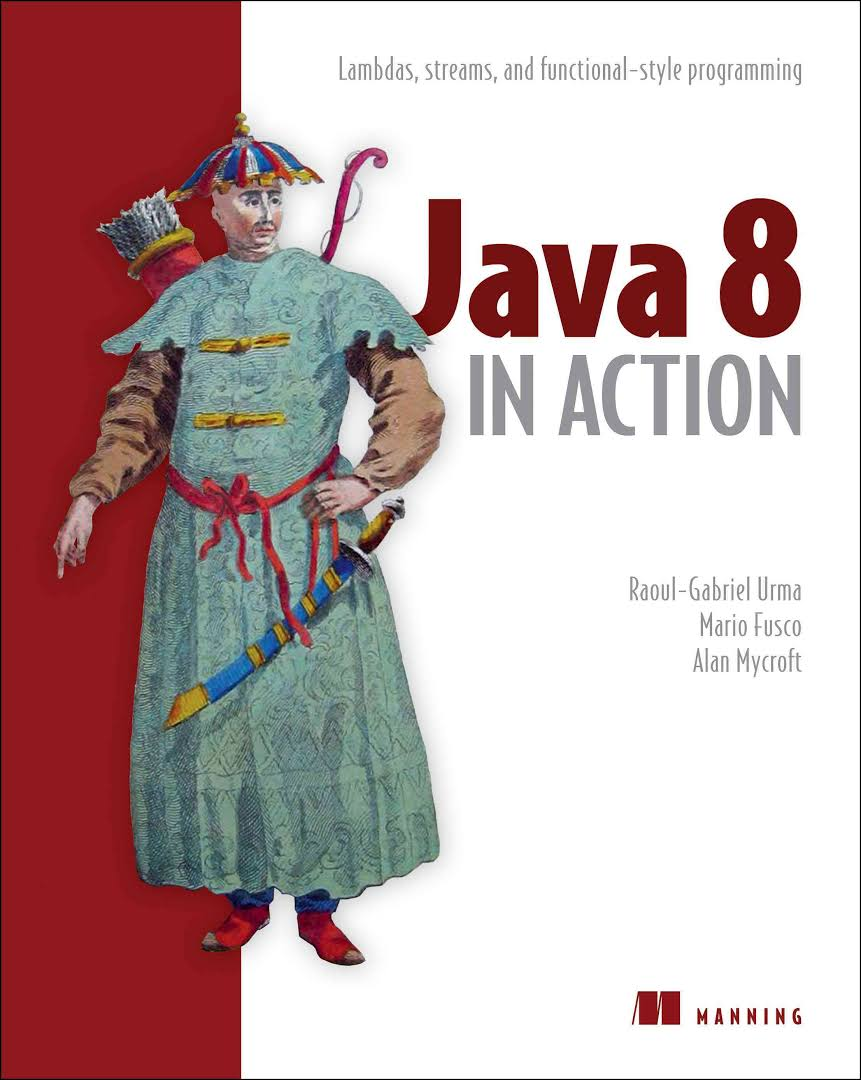 Lambdas, streams, and functional-style programming
Java 8
IN ACTION
Raoul-Gabriel Urma
Mario Fusco
Alan Mycroft
MANNING